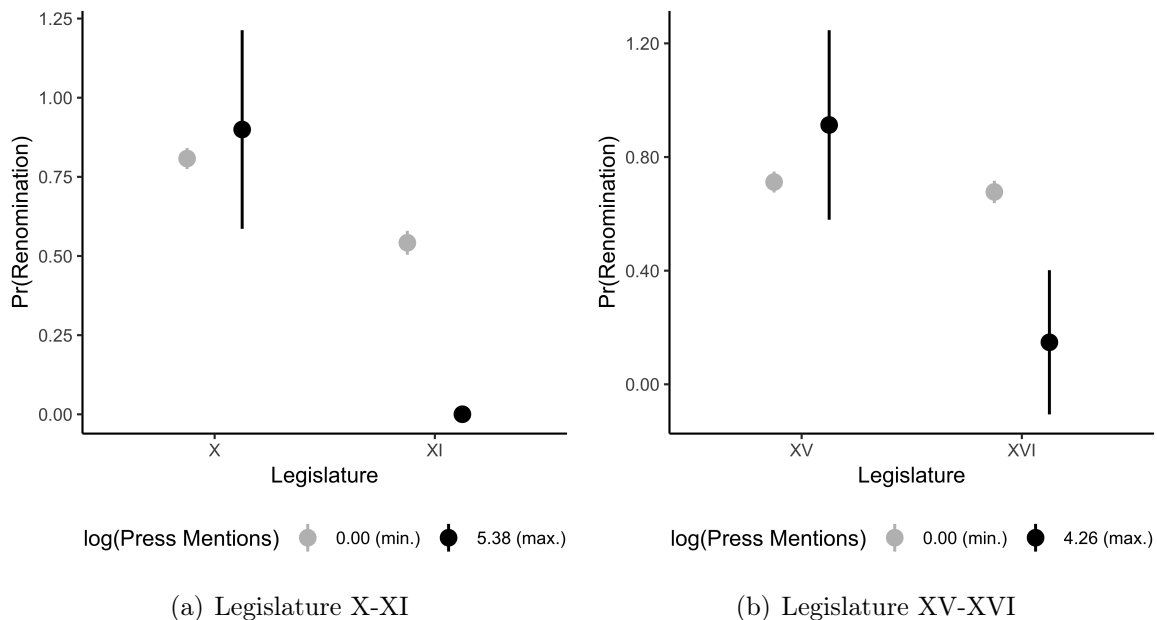 1.25
1.00
0.75
0.50
0.25
0.00
Pr(Renomination)
X XI
Legislature
log(Press Mentions) 0.00 (min.) 5.38 (max.)
(a) Legislature X-XI
1.20
0.80
0.40
0.00
Pr(Renomination)
XV XVI
Legislature
log(Press Mentions) 0.00 (min.) 4.26 (max.)
(b) Legislature XV-XVI